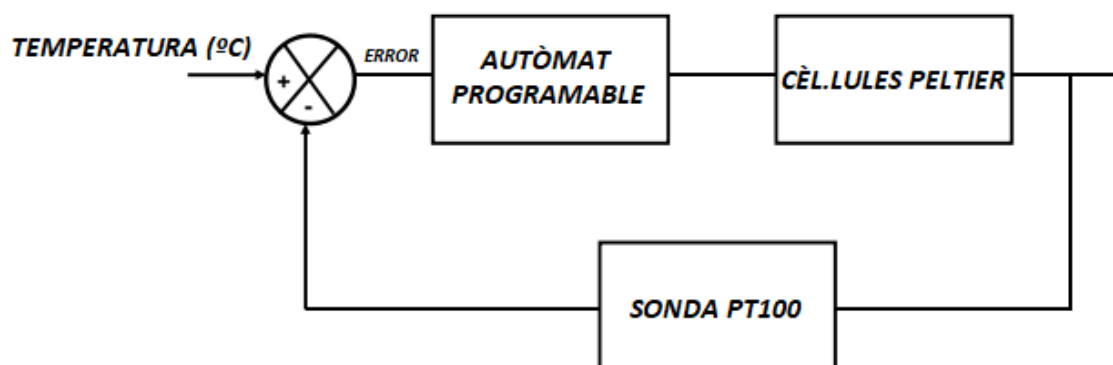 TEMPERATURA (ºC)
ERROR
+
-
AUTÒMAT
PROGRAMABLE
CÈL.LULES PELTIER
SONDA PT100